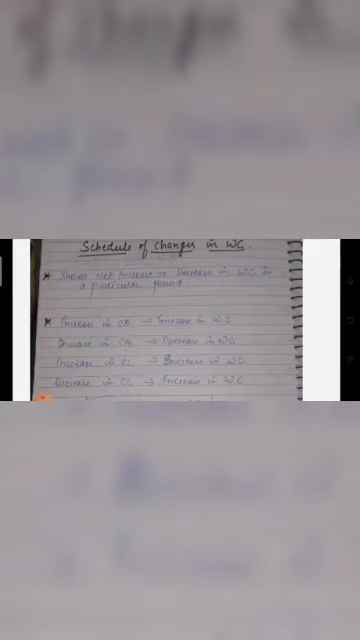 Schedule of changes in WC.
* Shows Net Increase or Decrease in WC in
a particular period
* Increase in CA → Increase in WC
Decrease in CA → Decrease in WC
Increase in CL → Decrease in WC
Decrease in CL → Increase in WC